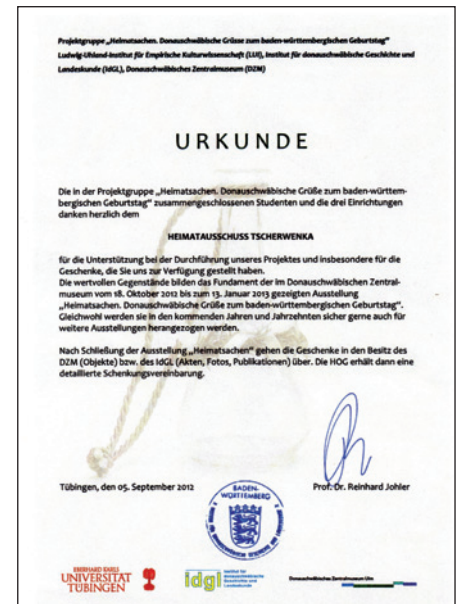 Projektgruppe „Heimatsachen. Donauschwäbische Grüsse zum baden-württembergischen Geburtstag"
Ludwig-Uhland-Institut für Empirische Kulturwissenschaft (LUI), Institut für donauschwäbische Geschichte und
Landeskunde (IdGL), Donauschwäbisches Zentralmuseum (DZM)
URKUNDE
Die in der Projektgruppe „Heimatsachen. Donauschwäbische Grüße zum baden-württem-
bergischen Geburtstag" zusammengeschlossenen Studenten und die drei Einrichtungen
danken herzlich dem
HEIMATAUSSCHUSS TSCHERWENKA
für die Unterstützung bei der Durchführung unseres Projektes und insbesondere für die
Geschenke, die Sie uns zur Verfügung gestellt haben.
Die wertvollen Gegenstände bilden das Fundament der im Donauschwäbischen Zentral-
museum vom 18. Oktober 2012 bis zum 13. Januar 2013 gezeigten Ausstellung
„Heimatsachen. Donauschwäbische Grüße zum baden-württembergischen Geburtstag".
Gleichwohl werden sie in den kommenden Jahren und Jahrzehnten sicher gerne auch für
weitere Ausstellungen herangezogen werden.
Nach Schließung der Ausstellung „Heimatsachen" gehen die Geschenke in den Besitz des
DZM (Objekte) bzw. des IdGL (Akten, Fotos, Publikationen) über. Die HOG erhält dann eine
detaillierte Schenkungsvereinbarung.
Tübingen, den 05. September 2012
Prof. Dr. Reinhard Johler
BADEN-
WÜRTTEMBERG
EBERHARD KARLS
UNIVERSITÄT
TÜBINGEN
idgl
Institut für
donauschwäbische
Geschichte und
Landeskunde
Donauschwäbisches Zentralmuseum Ulm